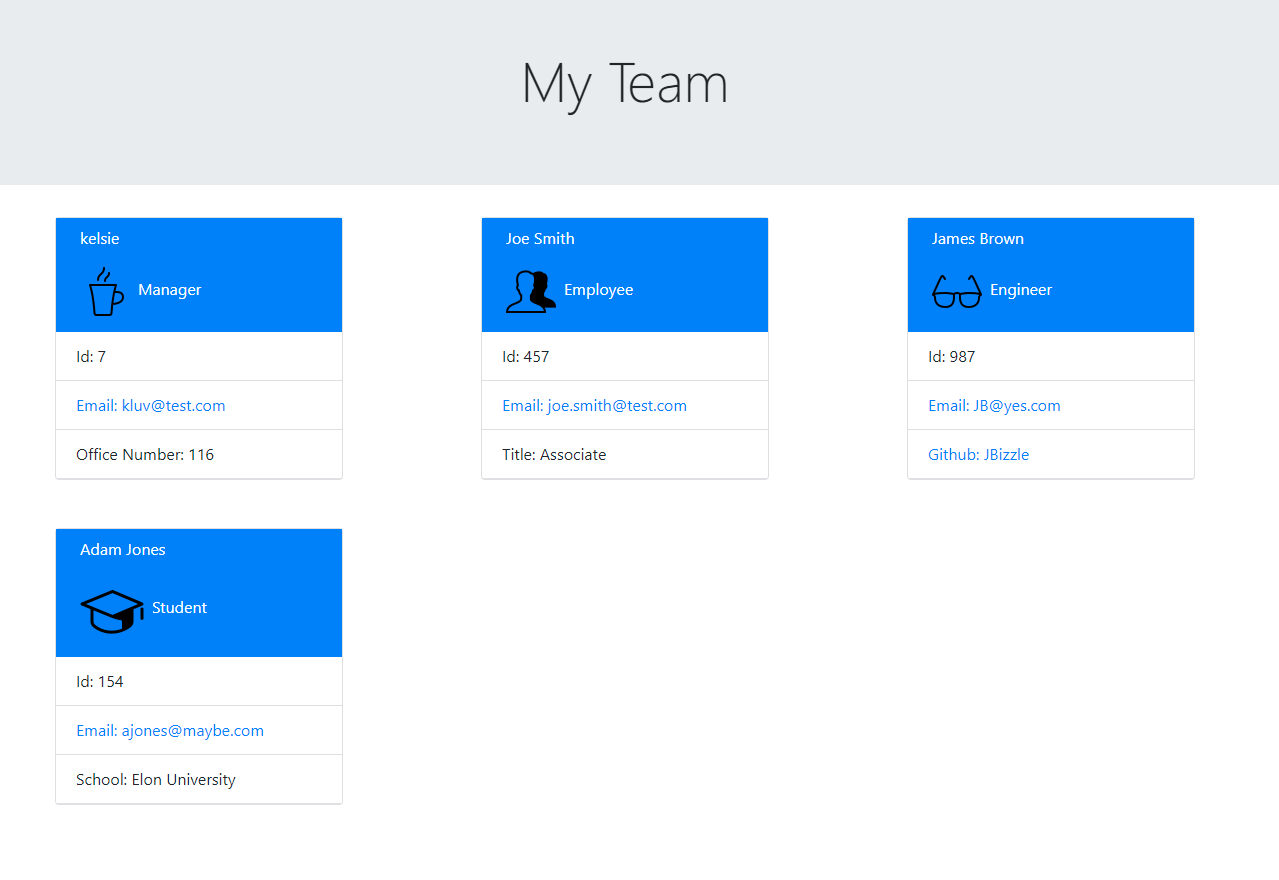 My Team
kelsie
Manager
Id: 7
Email: kluv@test.com
Office Number: 116
Joe Smith
Employee
Id: 457
Email: joe.smith@test.com
Title: Associate
James Brown
Engineer
Id: 987
Email: JB@yes.com
Github: JBizzle
Adam Jones
Student
Id: 154
Email: ajones@maybe.com
School: Elon University